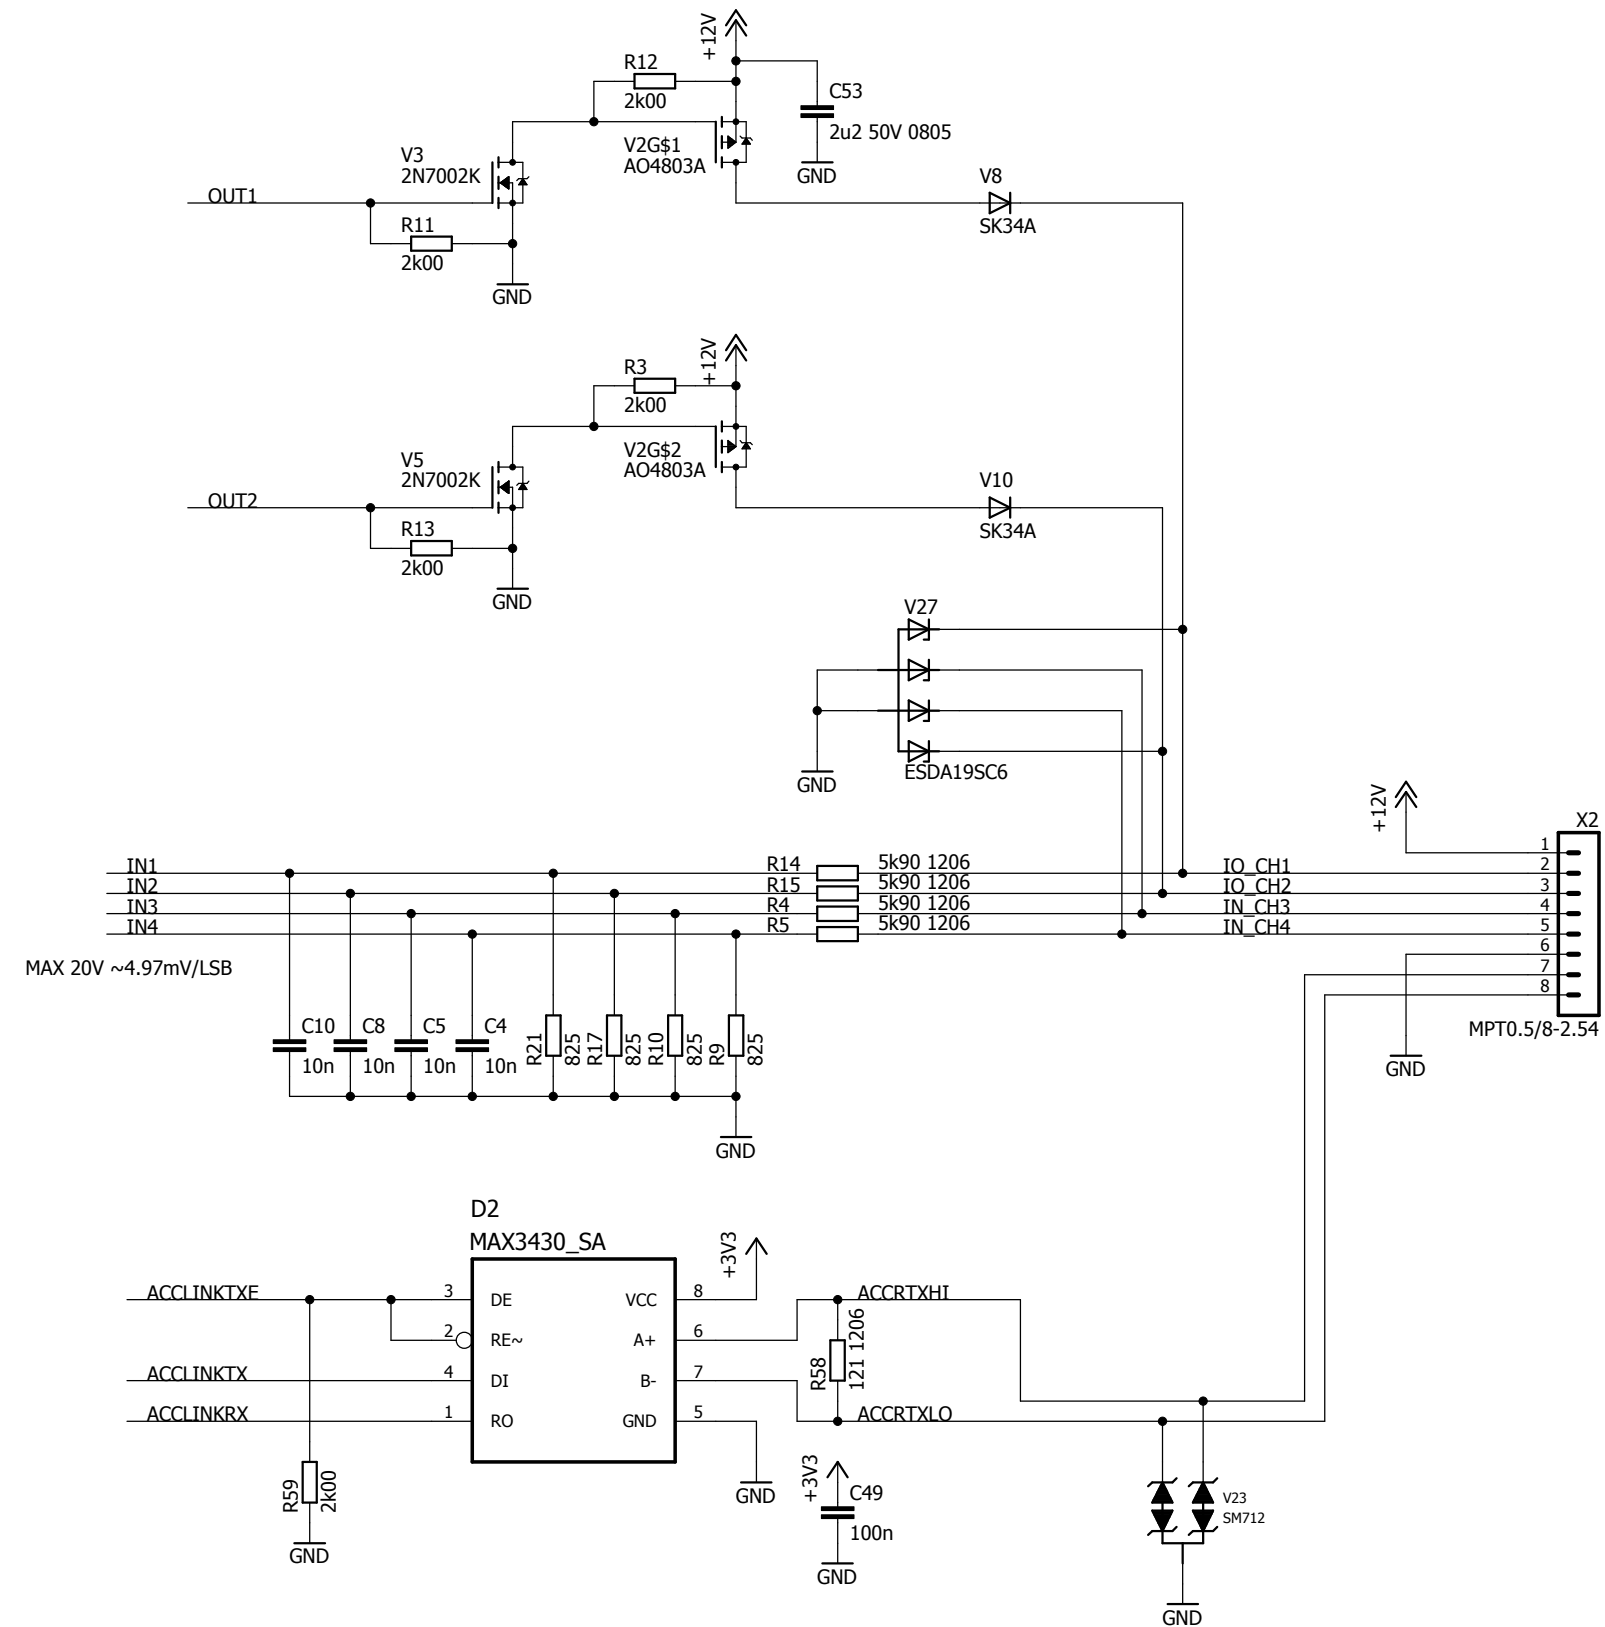 +12V
R12
2k00
C53
2u2 50V 0805
GND
V2G$1
AO4803A
V3
2N7002K
OUT1
R11
2k00
GND
V8
SK34A
+12V
R3
2k00
V2G$2
AO4803A
V5
2N7002K
OUT2
R13
2k00
GND
V10
SK34A
V27
ESDA19SC6
GND
+12V
X2
1
2
3
4
5
6
7
8
MPT0.5/8-2.54
GND
IN1
IN2
IN3
IN4
R14
R15
R4
R5
5k90 1206
5k90 1206
5k90 1206
5k90 1206
IO_CH1
IO_CH2
IN_CH3
IN_CH4
MAX 20V ~4.97mV/LSB
C10
10n
C8
10n
C5
10n
C4
10n
R21
825
R17
825
R10
825
R9
825
GND
D2
MAX3430_SA
+3V3
ACCLINKTXE
3
DE
VCC
8
2
RE~
A+
6
ACCLINKTX
4
DI
B-
7
ACCLINKRX
1
RO
GND
5
ACCRTXHI
R58
121 1206
ACCRTXLO
R59
2k00
GND
GND
+3V3
C49
100n
GND
V23
SM712
GND